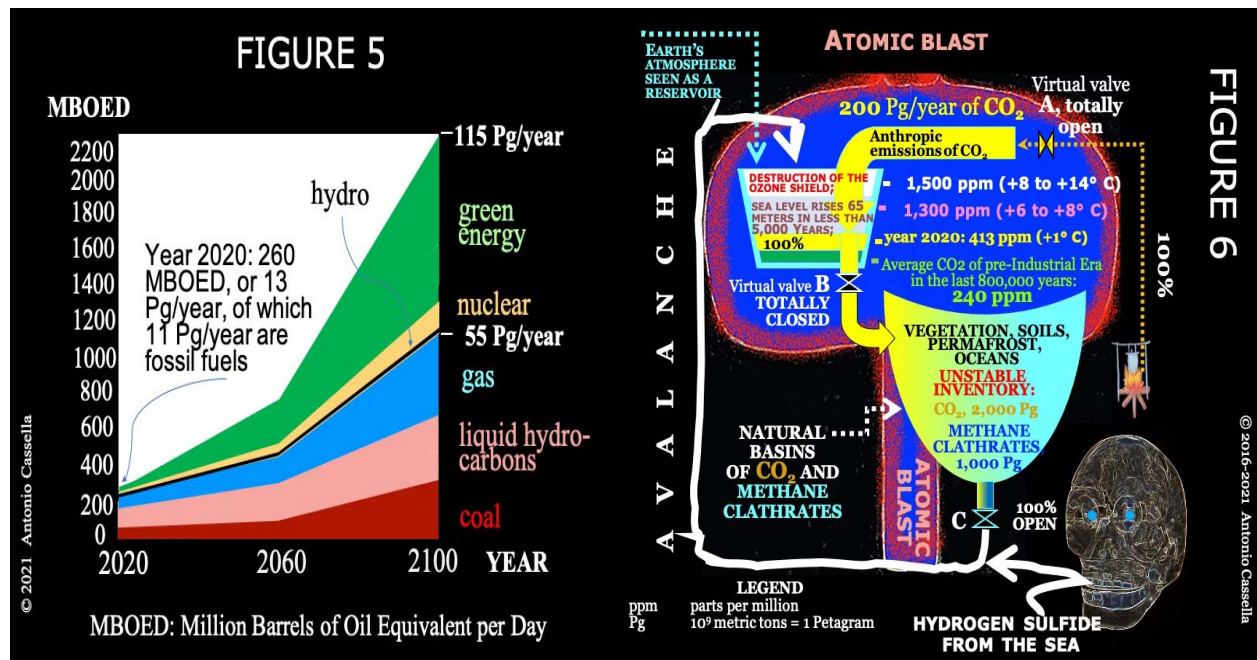 FIGURE 5
MBOED
2200
2000
1800
1600
1400
1200
1000
800
600
400
200
0
2020
2060
2100
YEAR
Year 2020: 260
MBOED, or 13
Pg/year, of which
11 Pg/year are
fossil fuels
hydro
115 Pg/year
green
energy
nuclear
55 Pg/year
gas
liquid hydro-
carbons
coal
MBOED: Million Barrels of Oil Equivalent per Day
© 2021 Antonio Cassella
FIGURE 6
ATOMIC BLAST
EARTH'S
ATMOSPHERE
SEEN AS A
RESERVOIR
200 Pg/year of CO₂
Virtual valve
A, totally
open
Anthropic
emissions of CO₂
DESTRUCTION OF THE
OZONE SHIELD;
SEA LEVEL RISES 65
METERS IN LESS THAN
5,000 YEARS;
100%
1,500 ppm (+8 to +14° C)
1,300 ppm (+6 to +8° C)
year 2020: 413 ppm (+1° C)
Average CO2 of pre-Industrial Era
in the last 800,000 years:
240 ppm
100%
Virtual valve B
TOTALLY
CLOSED
AVALANCHE
VEGETATION, SOILS,
PERMAFROST,
OCEANS
UNSTABLE
INVENTORY:
CO₂, 2,000 Pg
METHANE
CLATHRATES,
1,000 Pg
NATURAL
BASINS
OF CO₂ AND
METHANE
CLATHRATES
ATOMIC
BLAST
C
100%
OPEN
LEGEND
ppm parts per million
Pg 10⁹ metric tons = 1 Petagram
HYDROGEN SULFIDE
FROM THE SEA
© 2016-2021 Antonio Cassella